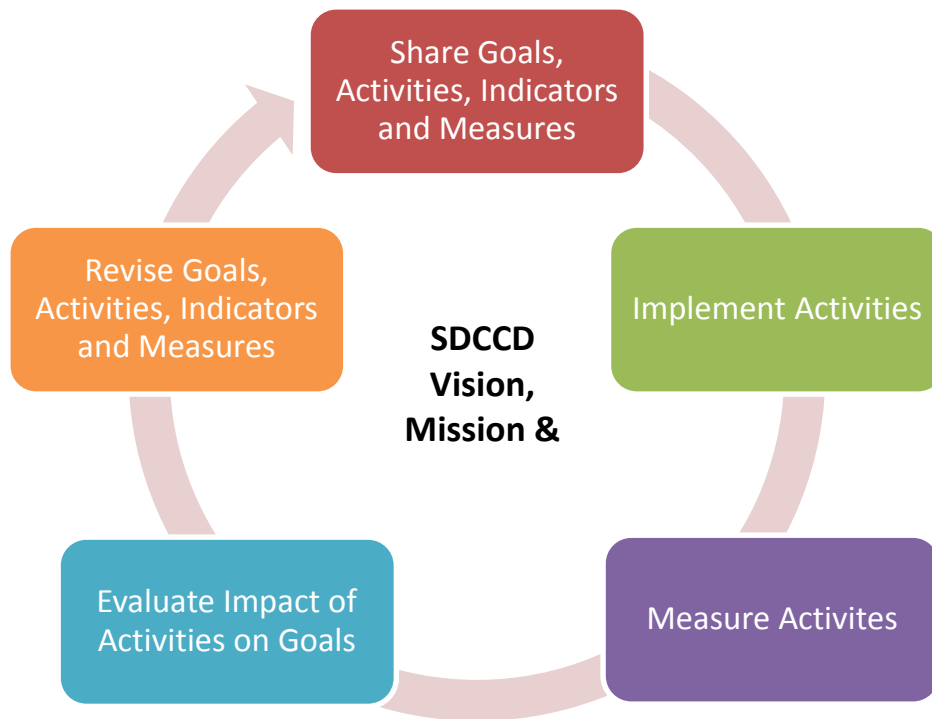 Share Goals,
Activities, Indicators
and Measures
Implement Activities
Measure Activites
Evaluate Impact of
Activities on Goals
Revise Goals,
Activities, Indicators
and Measures
SDCCD
Vision,
Mission &